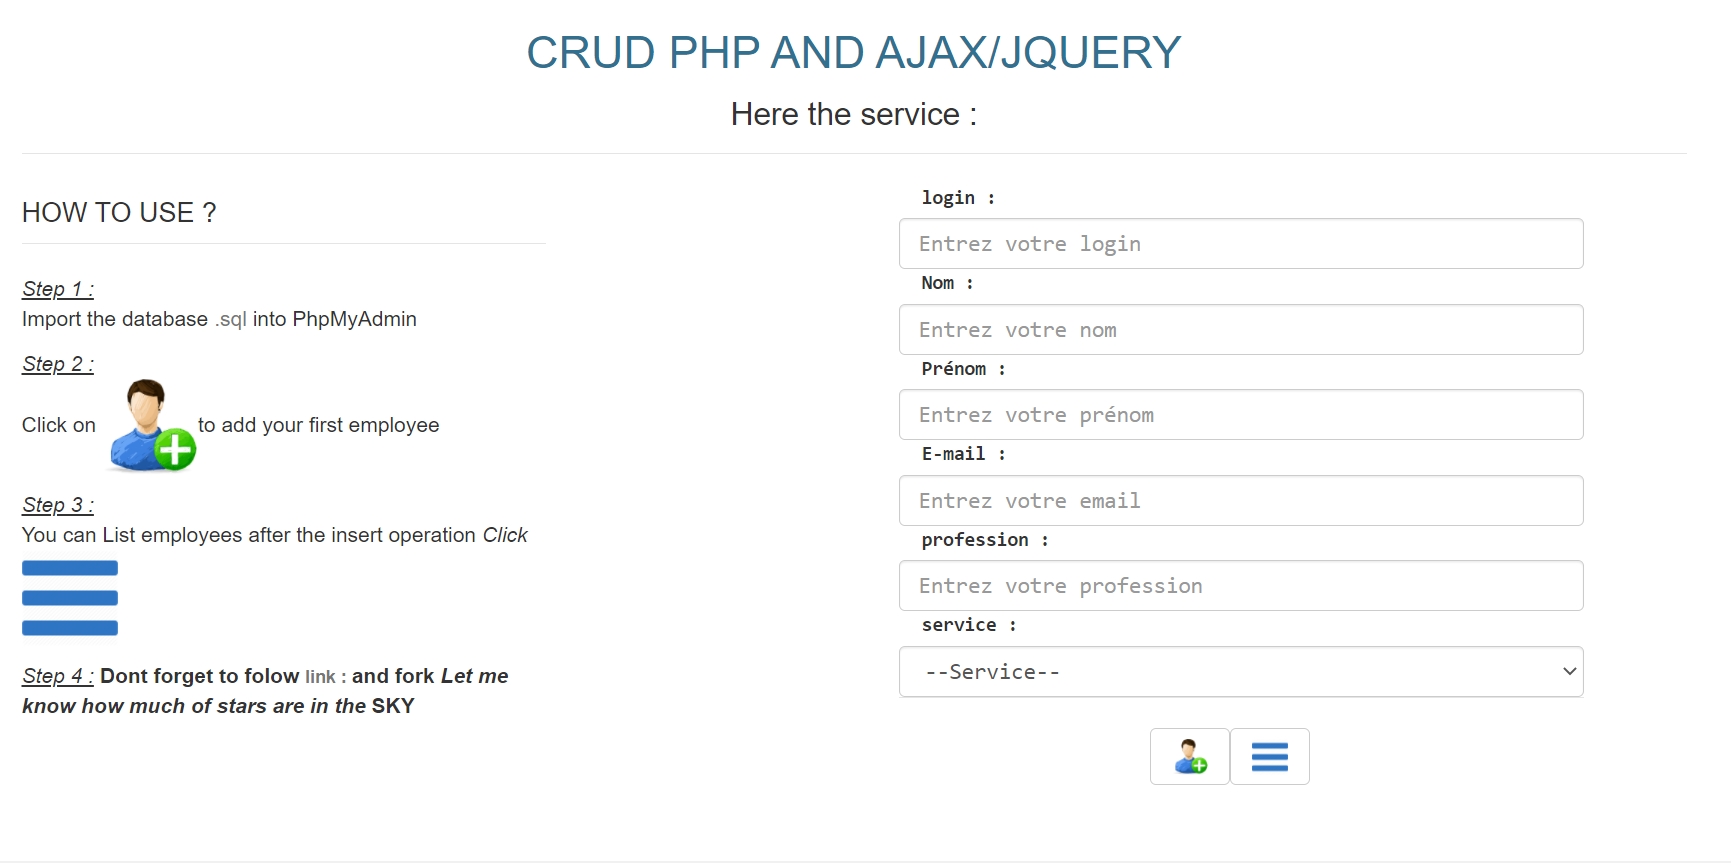 CRUD PHP AND AJAX/JQUERY
Here the service :
HOW TO USE ?
Step 1 :
Import the database .sql into PhpMyAdmin
Step 2 :
Click on to add your first employee
Step 3 :
You can List employees after the insert operation Click
Step 4 : Dont forget to folow link : and fork Let me
know how much of stars are in the SKY
login :
Entrez votre login
Nom :
Entrez votre nom
Prénom :
Entrez votre prénom
E-mail :
Entrez votre email
profession :
Entrez votre profession
service :
--Service--